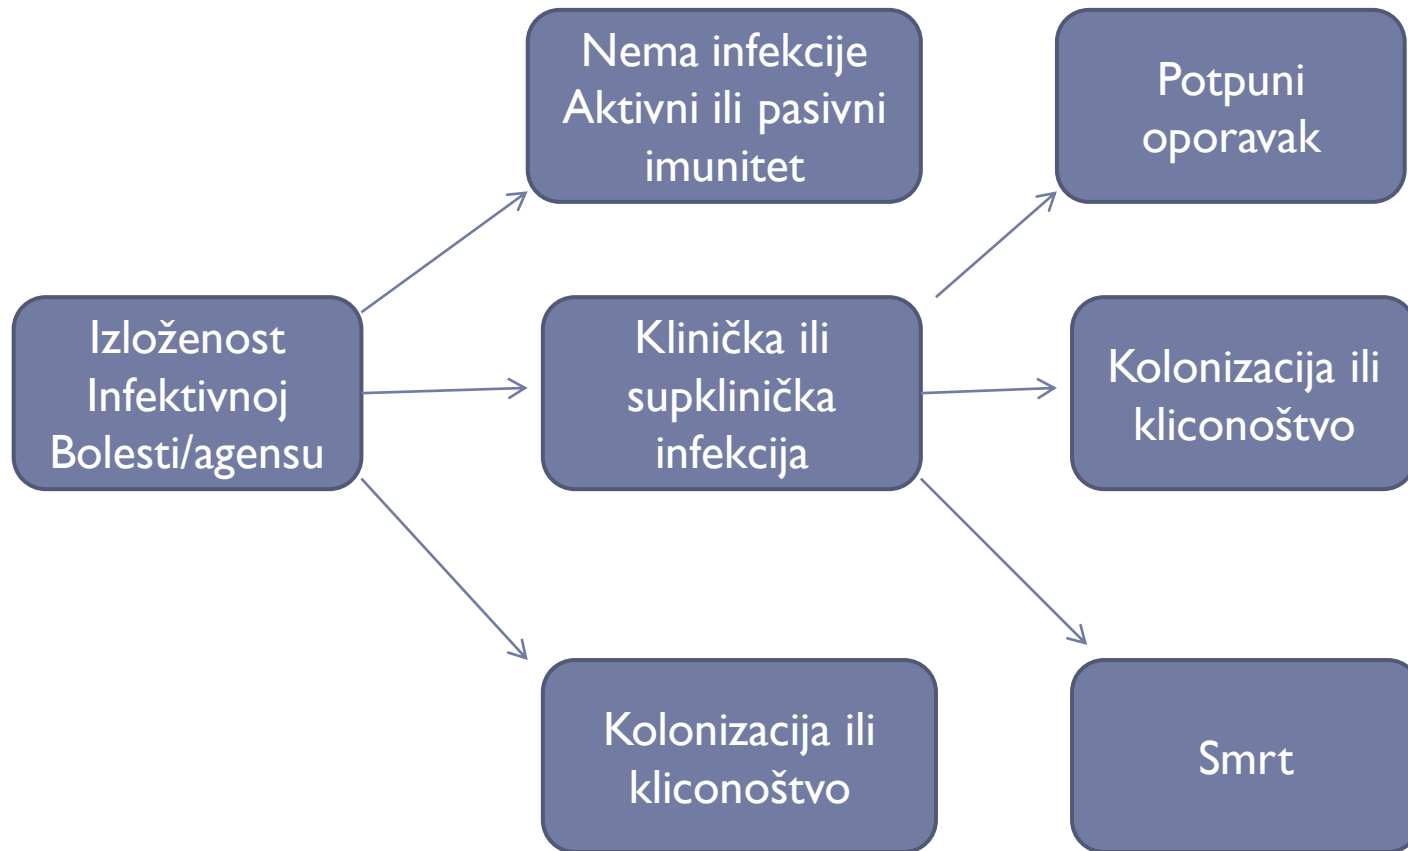 Nema infekcije
Aktivni ili pasivni
imunitet
Potpuni
oporavak
Izloženost
Infektivnoj
Bolesti/agensu
Klinička ili
supklinička
infekcija
Kolonizacija ili
kliconoštvo
Kolonizacija ili
kliconoštvo
Smrt